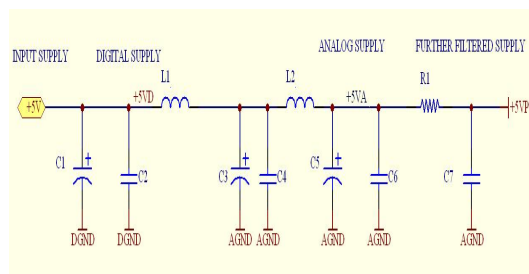 ANALOG SUPPLY
FURTHER FILTERED SUPPLY
INPUT SUPPLY
DIGITAL SUPPLY
L1
L2
R1
+5V
+5VD
+5VA
+5VP
C1
+
C2
C3
+
C4
C5
+
C6
C7
DGND
DGND
AGND
AGND
AGND
AGND
AGND